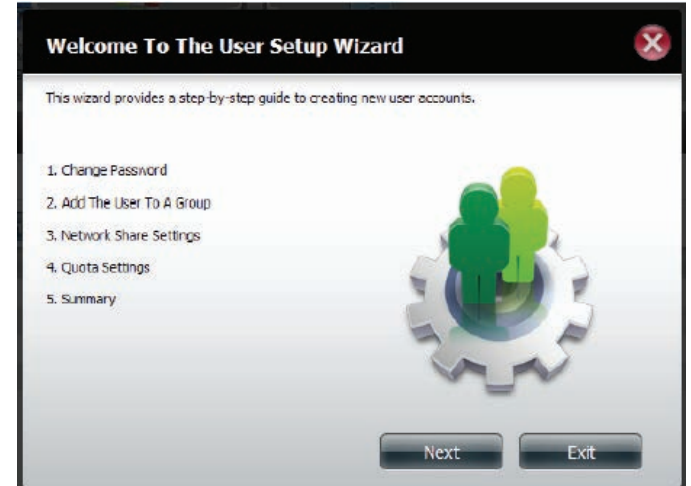 Welcome To The User Setup Wizard
This wizard provides a step-by-step guide to creating new user accounts.
1. Change Password
2. Add The User To A Group
3. Network Share Settings
4. Quota Settings
5. Summary
Next
Exit